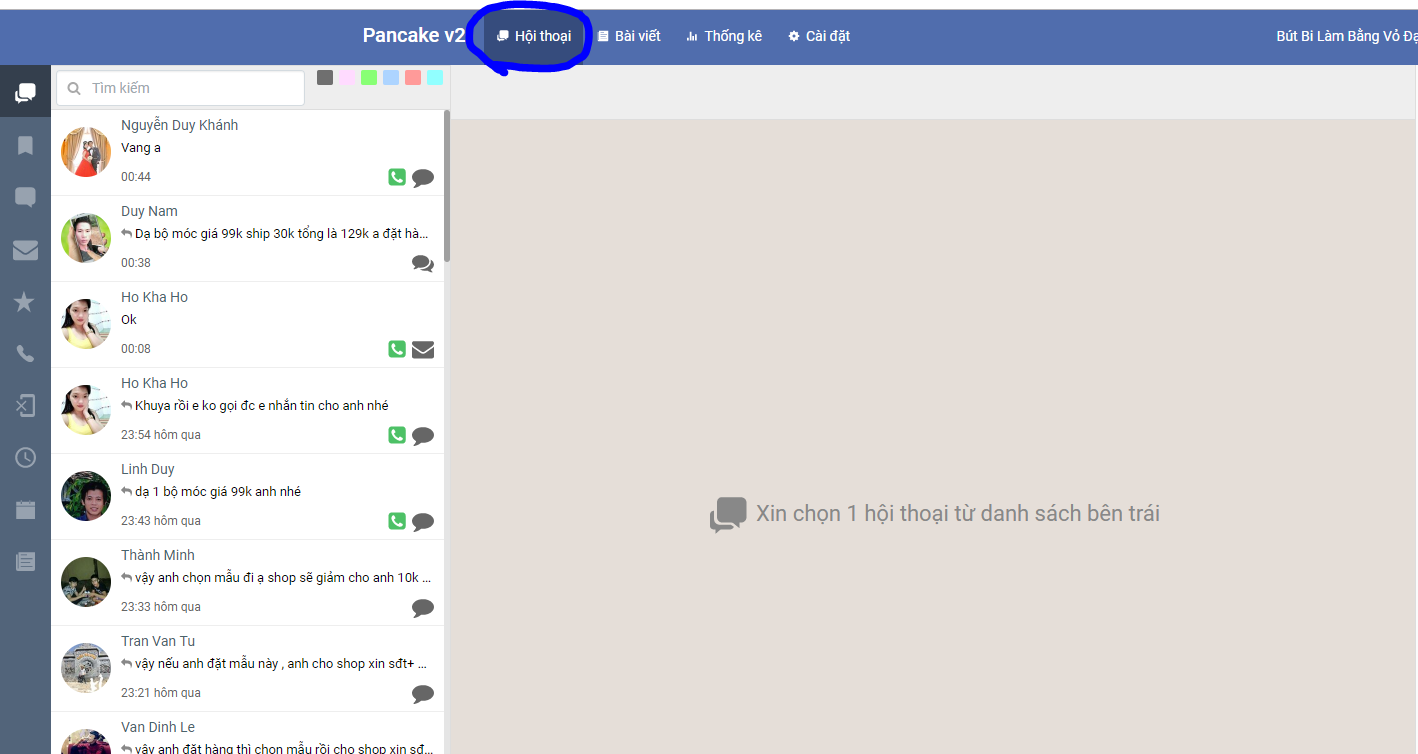 Pancake v2 Hội thoại Bài viết Thống kê Cài đặt Bút Bi Làm Bằng Vỏ Đạ
Tìm kiếm
Nguyễn Duy Khánh
Vang a
00:44
Duy Nam
Dạ bộ móc giá 99k ship 30k tổng là 129k a đặt hà...
00:38
Ho Kha Ho
Ok
00:08
Ho Kha Ho
Khuya rồi e ko gọi đc e nhắn tin cho anh nhé
23:54 hôm qua
Linh Duy
dạ 1 bộ móc giá 99k anh nhé
23:43 hôm qua
Thành Minh
vậy anh chọn mẫu đi ạ shop sẽ giảm cho anh 10k ...
23:33 hôm qua
Tran Van Tu
vậy nếu anh đặt mẫu này , anh cho shop xin sđt+ ...
23:21 hôm qua
Van Dinh Le
vậy anh đặt hàng thì chọn mẫu rồi cho shop xin sđ...
Xin chọn 1 hội thoại từ danh sách bên trái